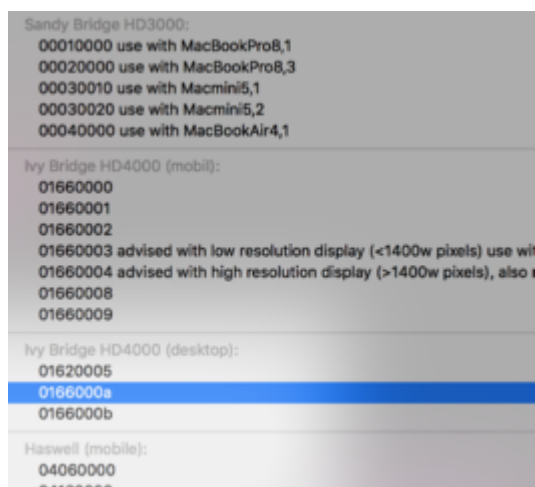 Sandy Bridge HD3000:
00010000 use with MacBookPro8,1
00020000 use with MacBookPro8,3
00030010 use with Macmini5,1
00030020 use with Macmini5,2
00040000 use with MacBookAir4,1
Ivy Bridge HD4000 (mobil):
01660000
01660001
01660002
01660003 advised with low resolution display (<1400w pixels) use
01660004 advised with high resolution display (>1400w pixels), also
01660008
01660009
Ivy Bridge HD4000 (desktop):
01620005
0166000a
0166000b
Haswell (mobile):
04060000